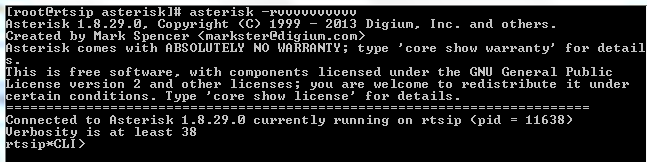 [root@rtsip asterisk]# asterisk -rvvvvvvvvvv
Asterisk 1.8.29.0, Copyright (C) 1999 - 2013 Digium, Inc. and others.
Created by Mark Spencer <markster@digium.com>
Asterisk comes with ABSOLUTELY NO WARRANTY; type 'core show warranty' for detail
s.
This is free software, with components licensed under the GNU General Public
License version 2 and other licenses; you are welcome to redistribute it under
certain conditions. Type 'core show license' for details.
=========================================================================
Connected to Asterisk 1.8.29.0 currently running on rtsip (pid = 11638)
Verbosity is at least 38
rtsip*CLI>